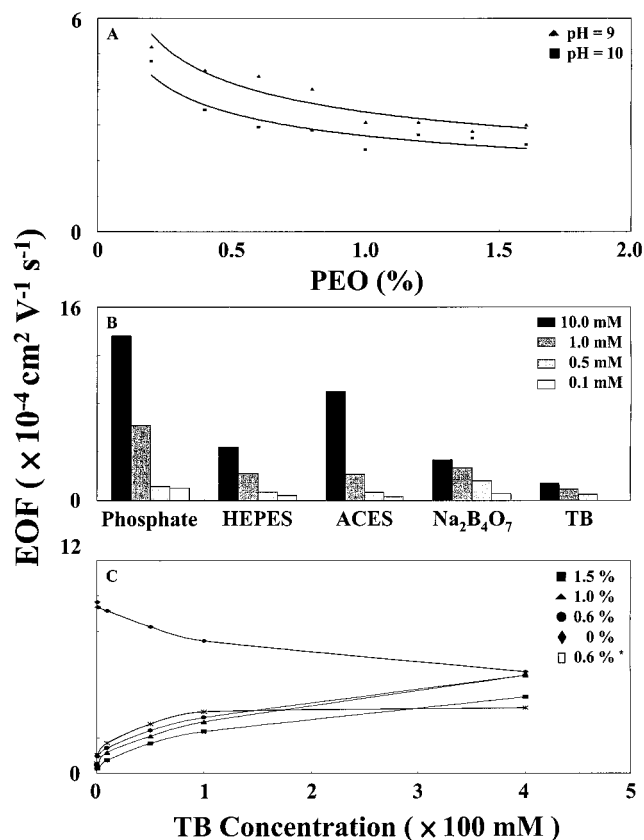 EOF ( × 10⁻⁴ cm² V⁻¹ s⁻¹)
A
6
0
▲ pH = 9
■ pH = 10
0 0.5 1.0 1.5 2.0
PEO (%)
B
16
0
10.0 mM
1.0 mM
0.5 mM
0.1 mM
Phosphate HEPES ACES Na₂B₄O₇ TB
C
12
0
■ 1.5 %
▲ 1.0 %
● 0.6 %
◆ 0 %
□ 0.6 % *
0 1 2 3 4 5
TB Concentration ( × 100 mM)